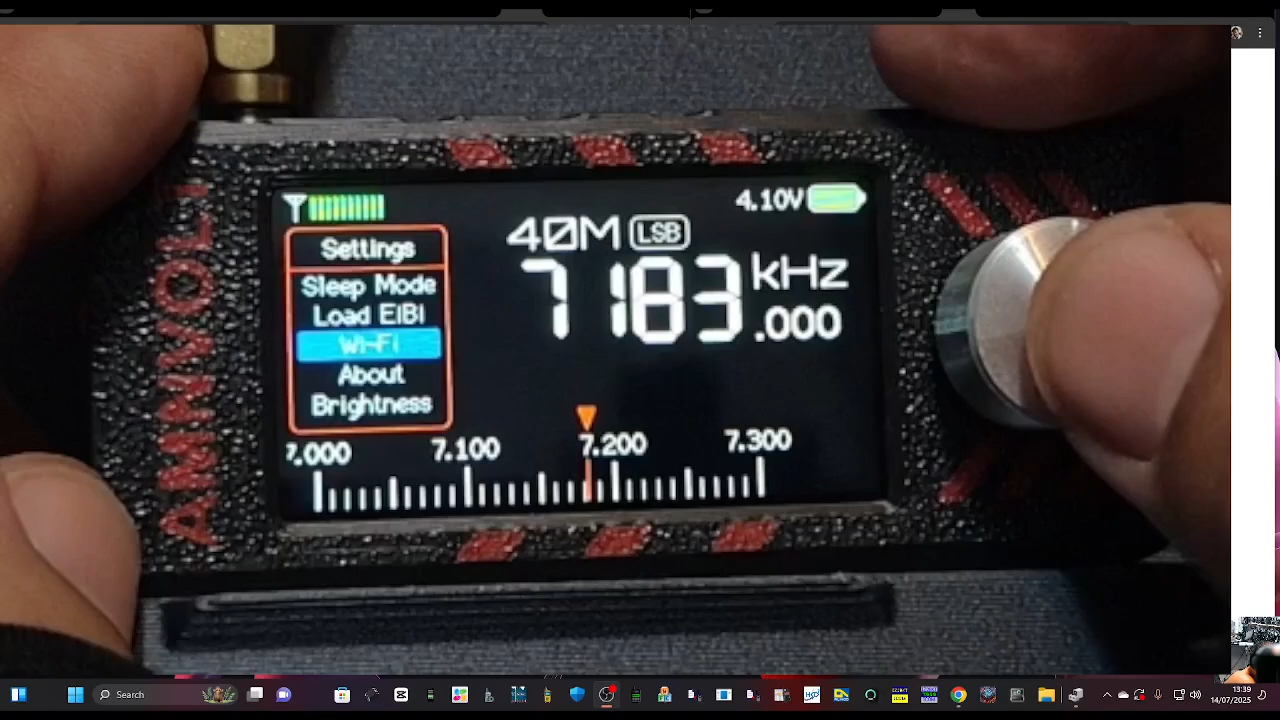 4.10V
40M LSB
7183 kHz
.000
Settings
Sleep Mode
Load EIBI
Wi-Fi
About
Brightness
7.000 7.100 7.200 7.300
AMNVOLT
Search
13:39
14/07/2025